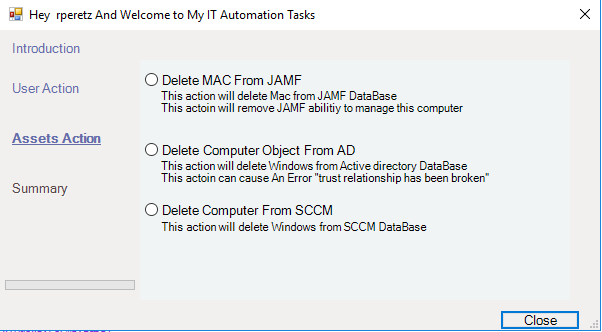 Hey rperetz And Welcome to My IT Automation Tasks
Introduction
User Action
Assets Action
Summary
Delete MAC From JAMF
This action will delete Mac from JAMF DataBase
This actoin will remove JAMF abilitiy to manage this computer
Delete Computer Object From AD
This action will delete Windows from Active directory DataBase
This actoin can cause An Error "trust relationship has been broken"
Delete Computer From SCCM
This action will delete Windows from SCCM DataBase
Close